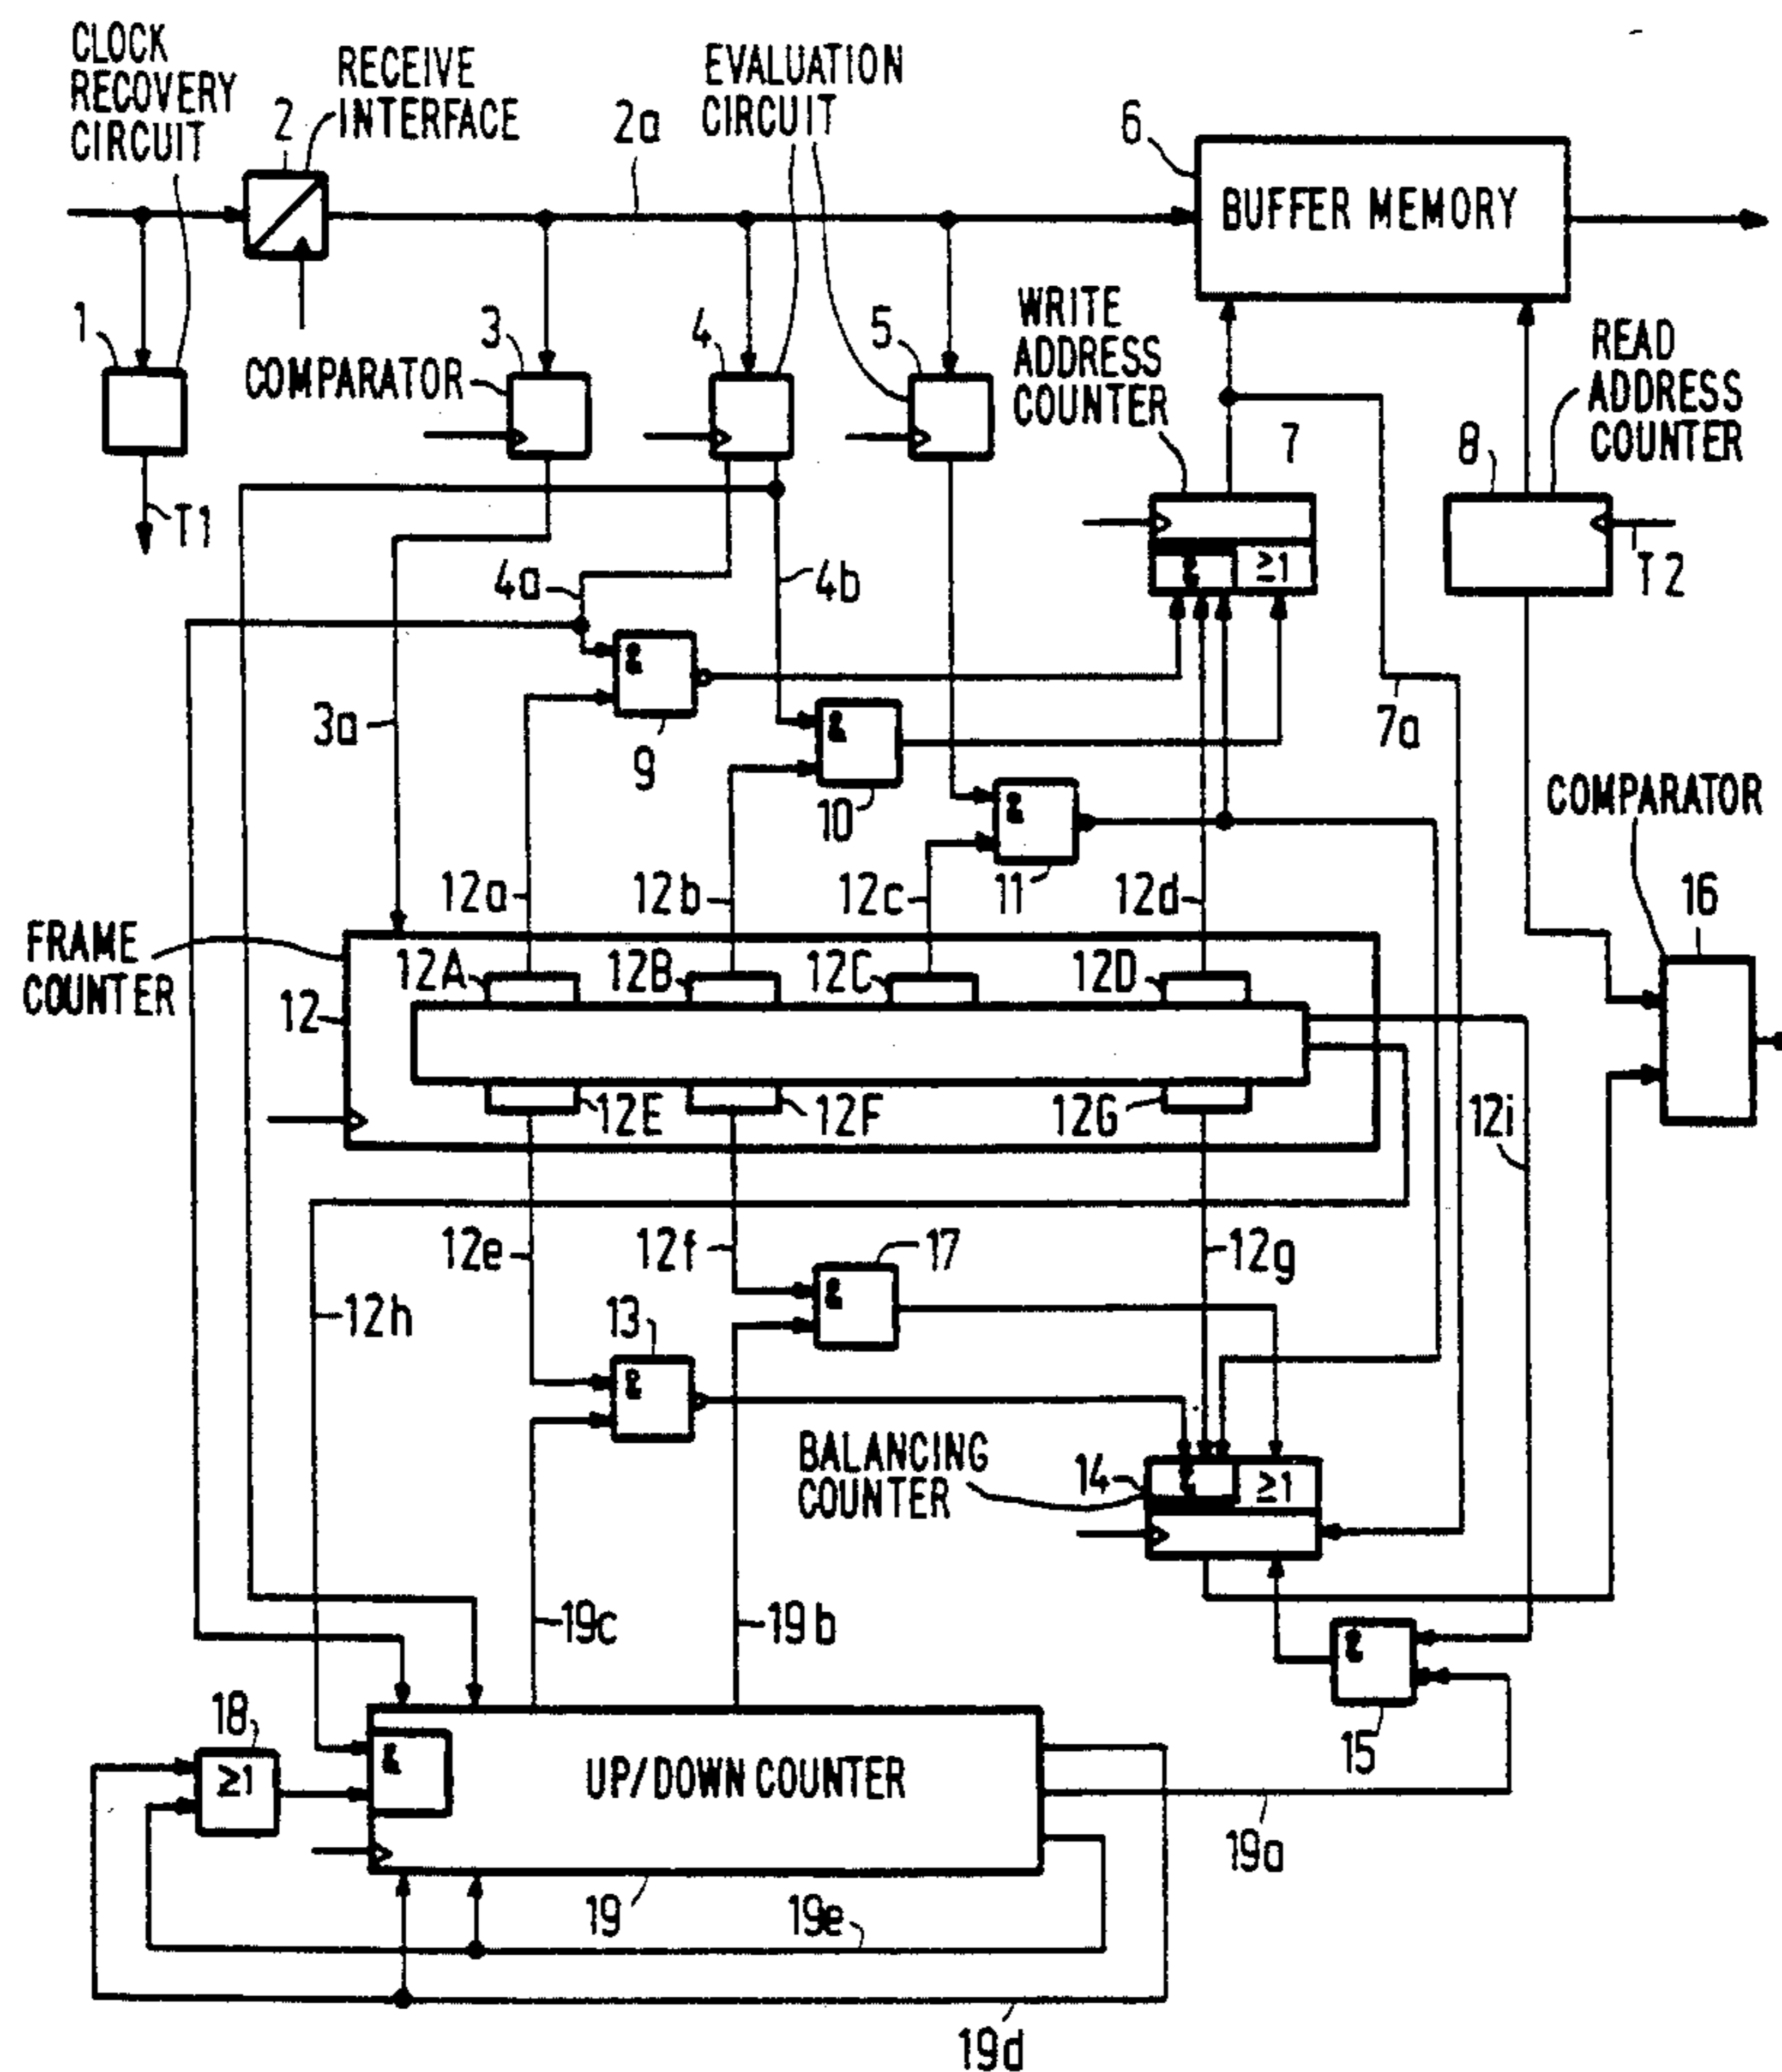 CLOCK
RECOVERY
CIRCUIT
2
RECEIVE
INTERFACE
2a
EVALUATION
CIRCUIT
6
BUFFER MEMORY
1
T1
COMPARATOR
3
4
5
WRITE
ADDRESS
COUNTER
7
&
≥1
READ
ADDRESS
COUNTER
8
T2
4a
4b
&
9
3a
&
10
&
11
7a
COMPARATOR
16
12a
12b
12c
12d
FRAME
COUNTER
12
12A
12B
12C
12D
12E
12F
12G
12i
12e
12f
12g
12h
&
17
13
&
BALANCING
COUNTER
14
&
≥1
19c
19b
&
15
18
≥1
&
UP/DOWN COUNTER
19
19a
19e
19d